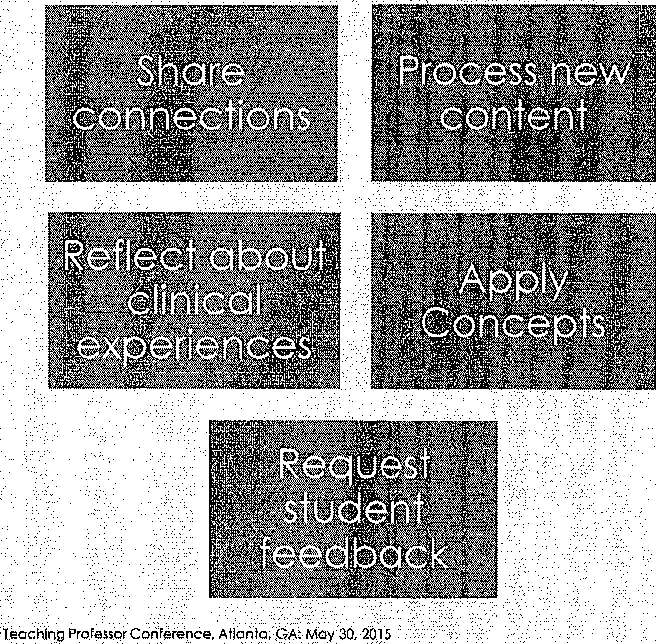 Share
connections
Process new
content
Reflect about
clinical
experiences
Apply
Concepts
Request
student
feedback
Teaching Professor Conference, Atlanta, GA: May 30, 2015